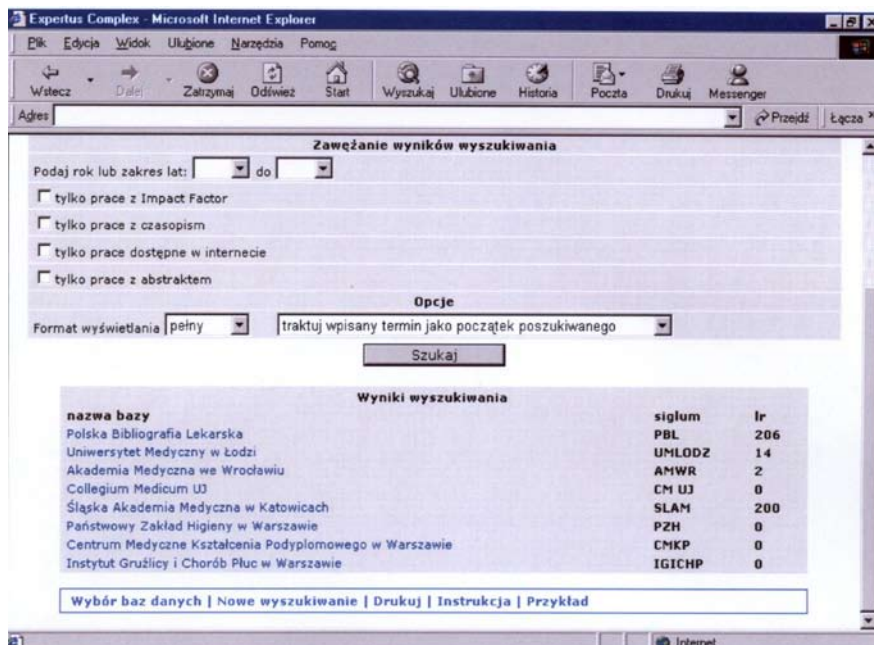 Expertus Complex - Microsoft Internet Explorer
Plik Edycja Widok Ulubione Narzędzia Pomoc
Wstecz Dalej Zatrzymaj Odśwież Start Wyszukaj Ulubione Historia Poczta Drukuj Messenger
Adres Przejdź Łącza »
Zawężanie wyników wyszukiwania
Podaj rok lub zakres lat: do
tylko prace z Impact Factor
tylko prace z czasopism
tylko prace dostępne w internecie
tylko prace z abstraktem
Opcje
Format wyświetlania pełny traktuj wpisany termin jako początek poszukiwanego
Szukaj
Wyniki wyszukiwania
nazwa bazy siglum lr
Polska Bibliografia Lekarska PBL 206
Uniwersytet Medyczny w Łodzi UMLODZ 14
Akademia Medyczna we Wrocławiu AMWR 2
Collegium Medicum UJ CM UJ 0
Śląska Akademia Medyczna w Katowicach SLAM 200
Państwowy Zakład Higieny w Warszawie PZH 0
Centrum Medyczne Kształcenia Podyplomowego w Warszawie CMKP 0
Instytut Gruźlicy i Chorób Płuc w Warszawie IGICHP 0
Wybór baz danych | Nowe wyszukiwanie | Drukuj | Instrukcja | Przykład
Internet